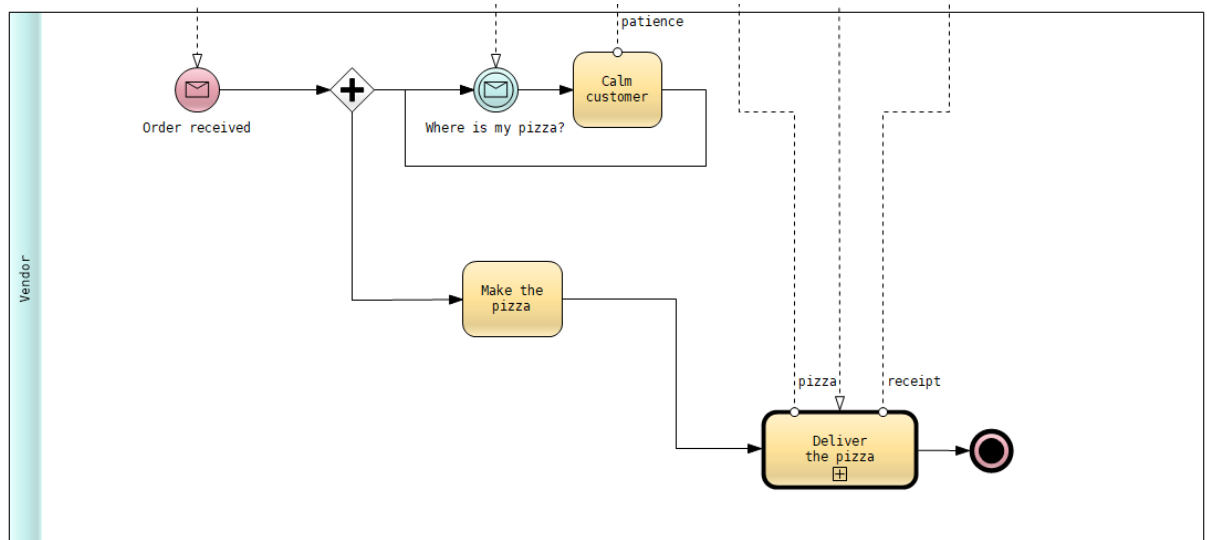 patience
Calm
customer
Order received
Where is my pizza?
Vendor
Make the
pizza
pizza
receipt
Deliver
the pizza